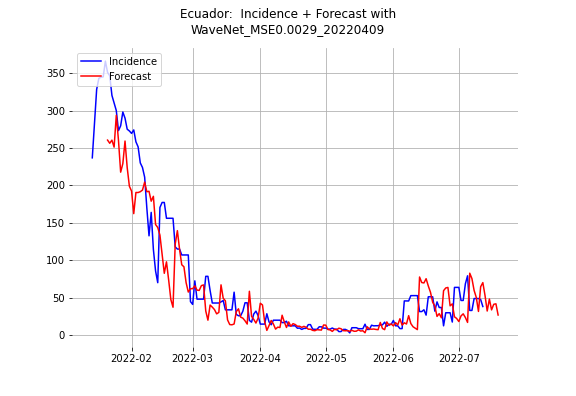 Ecuador:  Incidence + Forecast with
WaveNet_MSE0.0029_20220409
Incidence
Forecast
350
300
250
200
150
100
50
0
2022-02 2022-03 2022-04 2022-05 2022-06 2022-07